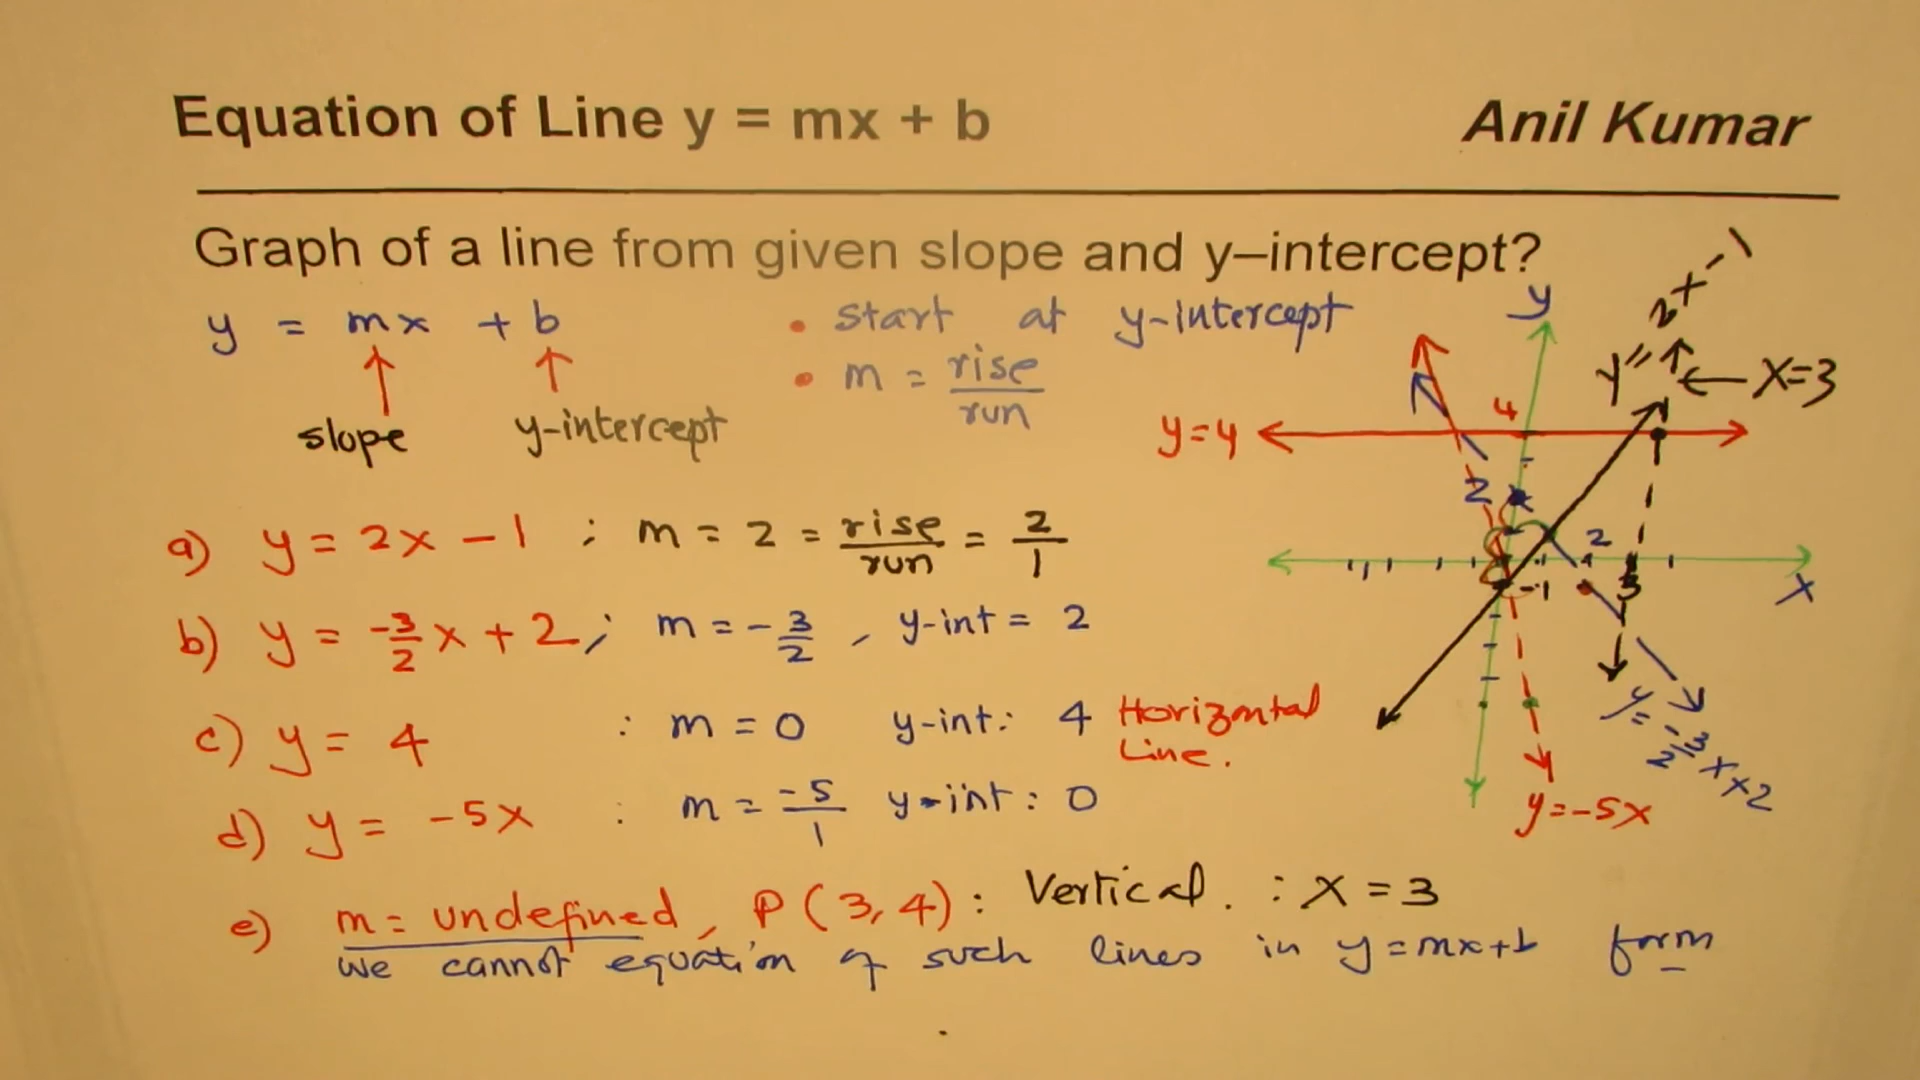 Equation of Line y = mx + b
Anil Kumar
Graph of a line from given slope and y–intercept?
y = mx + b
slope
y-intercept
• start at y-intercept
• m = rise/run
a) y = 2x - 1 ; m = 2 = rise/run = 2/1
b) y = -3/2 x + 2 ; m = -3/2 , y-int = 2
c) y = 4 : m = 0 y-int: 4 Horizontal
Line.
d) y = -5x : m = -5/1 y-int: 0
e) m = undefined, P(3,4): Vertical. : X = 3
we cannot equation of such lines in y=mx+b form
y
y=2x-1
X=3
y=4
4
2
2
x
-1
3
y=-3/2x+2
y=-5x